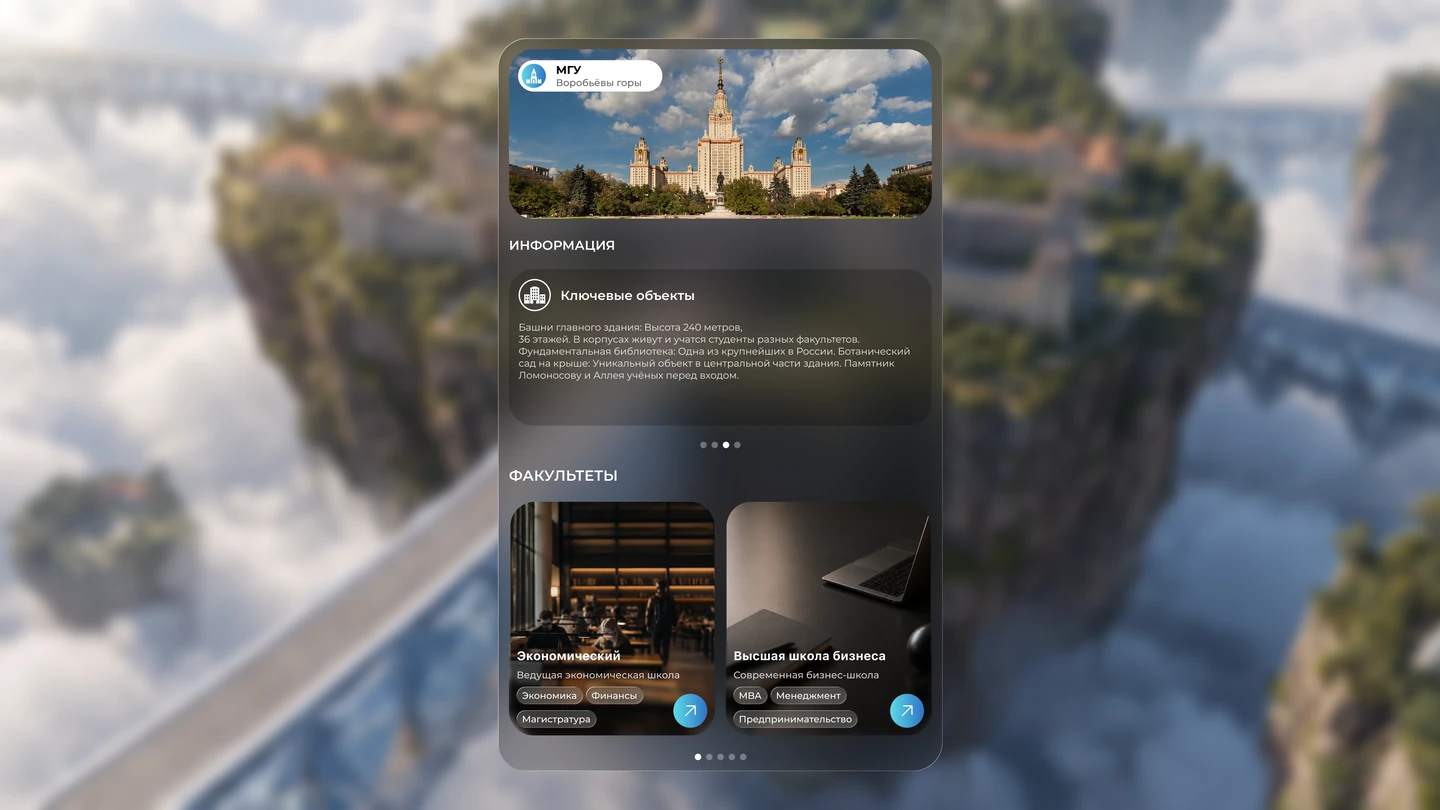 МГУ
Воробьёвы горы
ИНФОРМАЦИЯ
Ключевые объекты
Башни главного здания: Высота 240 метров,
36 этажей. В корпусах живут и учатся студенты разных факультетов.
Фундаментальная библиотека: Одна из крупнейших в России. Ботанический
сад на крыше: Уникальный объект в центральной части здания. Памятник
Ломоносову и Аллея учёных перед входом.
ФАКУЛЬТЕТЫ
Экономический
Ведущая экономическая школа
Экономика Финансы
Магистратура
Высшая школа бизнеса
Современная бизнес-школа
MBA Менеджмент
Предпринимательство